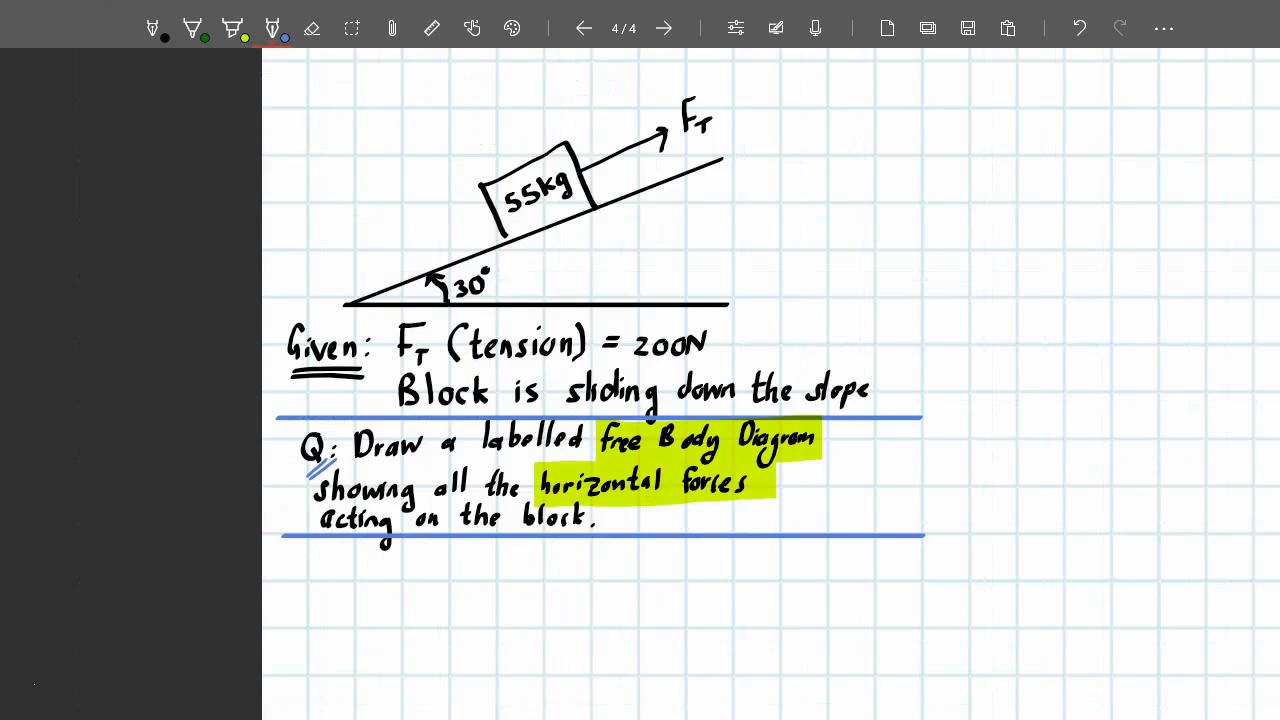 4/4
F_T
55kg
30°
Given: F_T (tension) = 200N
Block is sliding down the slope
Q: Draw a labelled Free Body Diagram
showing all the horizontal forces
acting on the block.